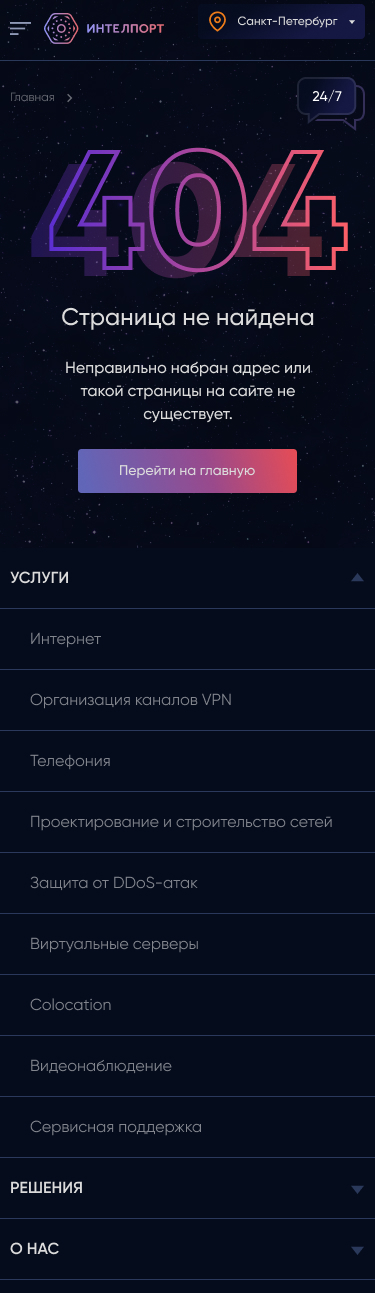 ИНТЕЛПОРТ
Санкт-Петербург
Главная
24/7
404
Страница не найдена
Неправильно набран адрес или
такой страницы на сайте не
существует.
Перейти на главную
УСЛУГИ
Интернет
Организация каналов VPN
Телефония
Проектирование и строительство сетей
Защита от DDoS-атак
Виртуальные серверы
Colocation
Видеонаблюдение
Сервисная поддержка
РЕШЕНИЯ
О НАС